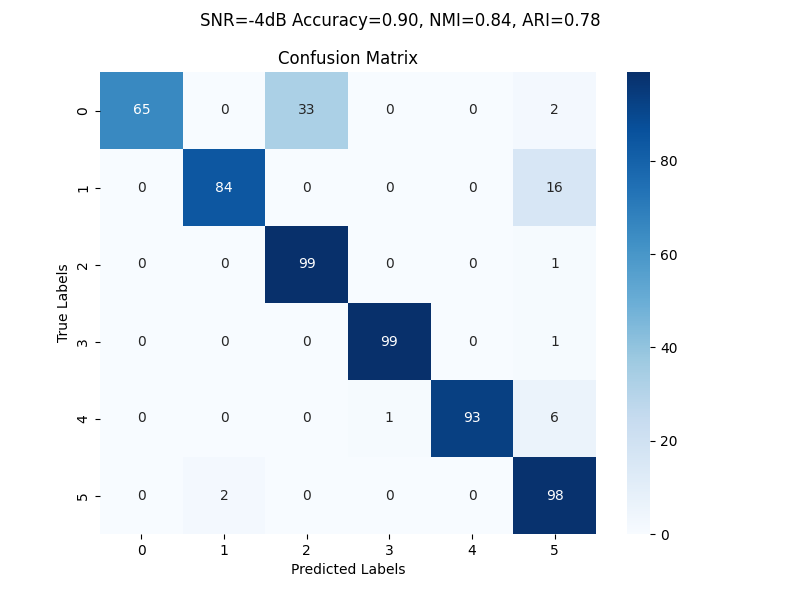 SNR=-4dB Accuracy=0.90, NMI=0.84, ARI=0.78
Confusion Matrix
0 65 0 33 0 0 2
1 0 84 0 0 0 16
2 0 0 99 0 0 1
3 0 0 0 99 0 1
4 0 0 0 1 93 6
5 0 2 0 0 0 98
0 1 2 3 4 5
True Labels
Predicted Labels
80
60
40
20
0